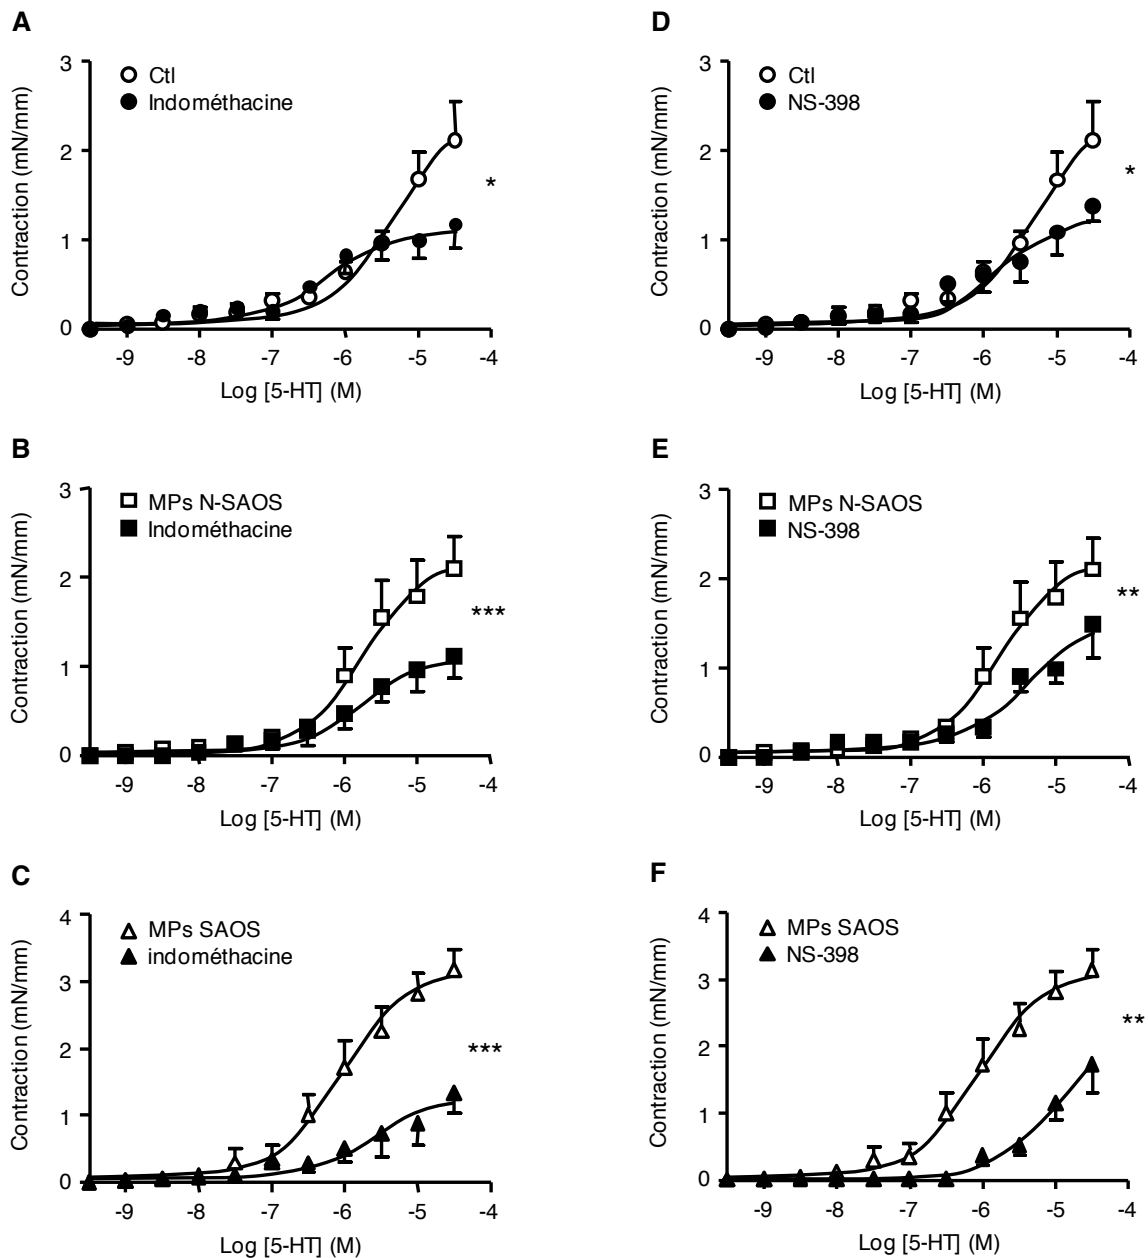 A
Contraction (mN/mm)
3
2
1
0
Ctl
Indométhacine
*
-9 -8 -7 -6 -5 -4
Log [5-HT] (M)
D
Contraction (mN/mm)
3
2
1
0
Ctl
NS-398
*
-9 -8 -7 -6 -5 -4
Log [5-HT] (M)
B
Contraction (mN/mm)
3
2
1
0
MPs N-SAOS
Indométhacine
***
-9 -8 -7 -6 -5 -4
Log [5-HT] (M)
E
Contraction (mN/mm)
3
2
1
0
MPs N-SAOS
NS-398
**
-9 -8 -7 -6 -5 -4
Log [5-HT] (M)
C
Contraction (mN/mm)
4
3
2
1
0
MPs SAOS
indométhacine
***
-9 -8 -7 -6 -5 -4
Log [5-HT] (M)
F
Contraction (mN/mm)
4
3
2
1
0
MPs SAOS
NS-398
**
-9 -8 -7 -6 -5 -4
Log [5-HT] (M)